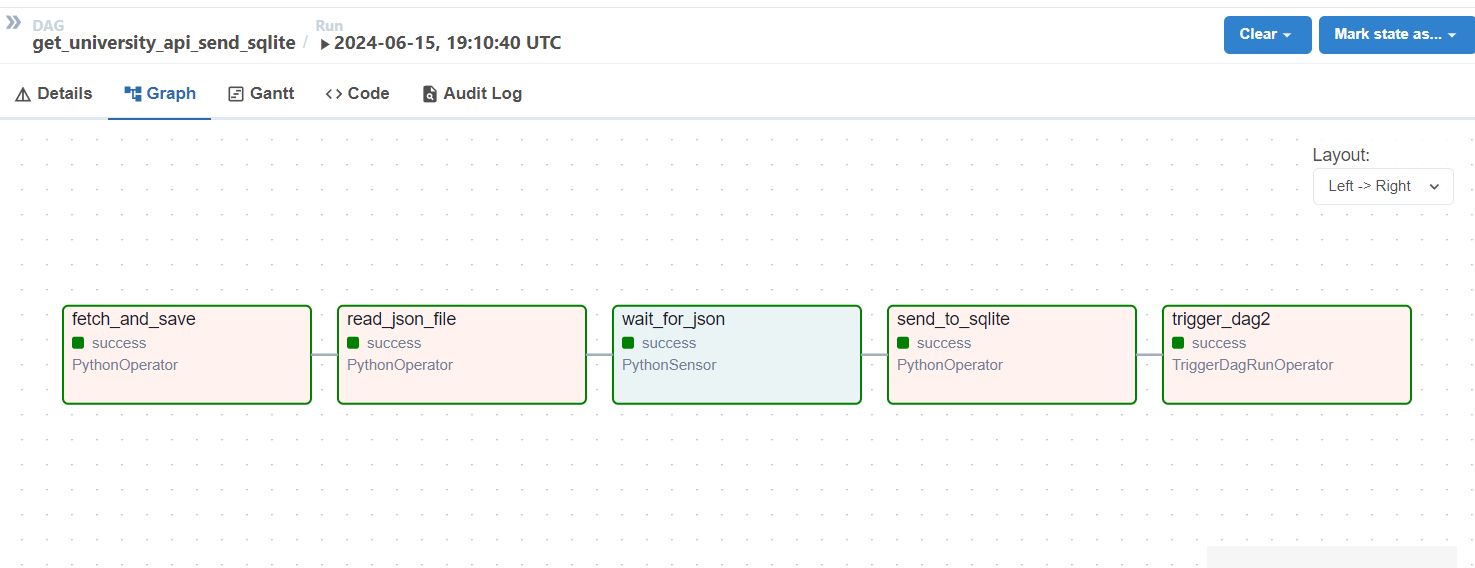 DAG
get_university_api_send_sqlite / Run
2024-06-15, 19:10:40 UTC
Clear
Mark state as...
Details
Graph
Gantt
Code
Audit Log
Layout:
Left -> Right
fetch_and_save
success
PythonOperator
read_json_file
success
PythonOperator
wait_for_json
success
PythonSensor
send_to_sqlite
success
PythonOperator
trigger_dag2
success
TriggerDagRunOperator